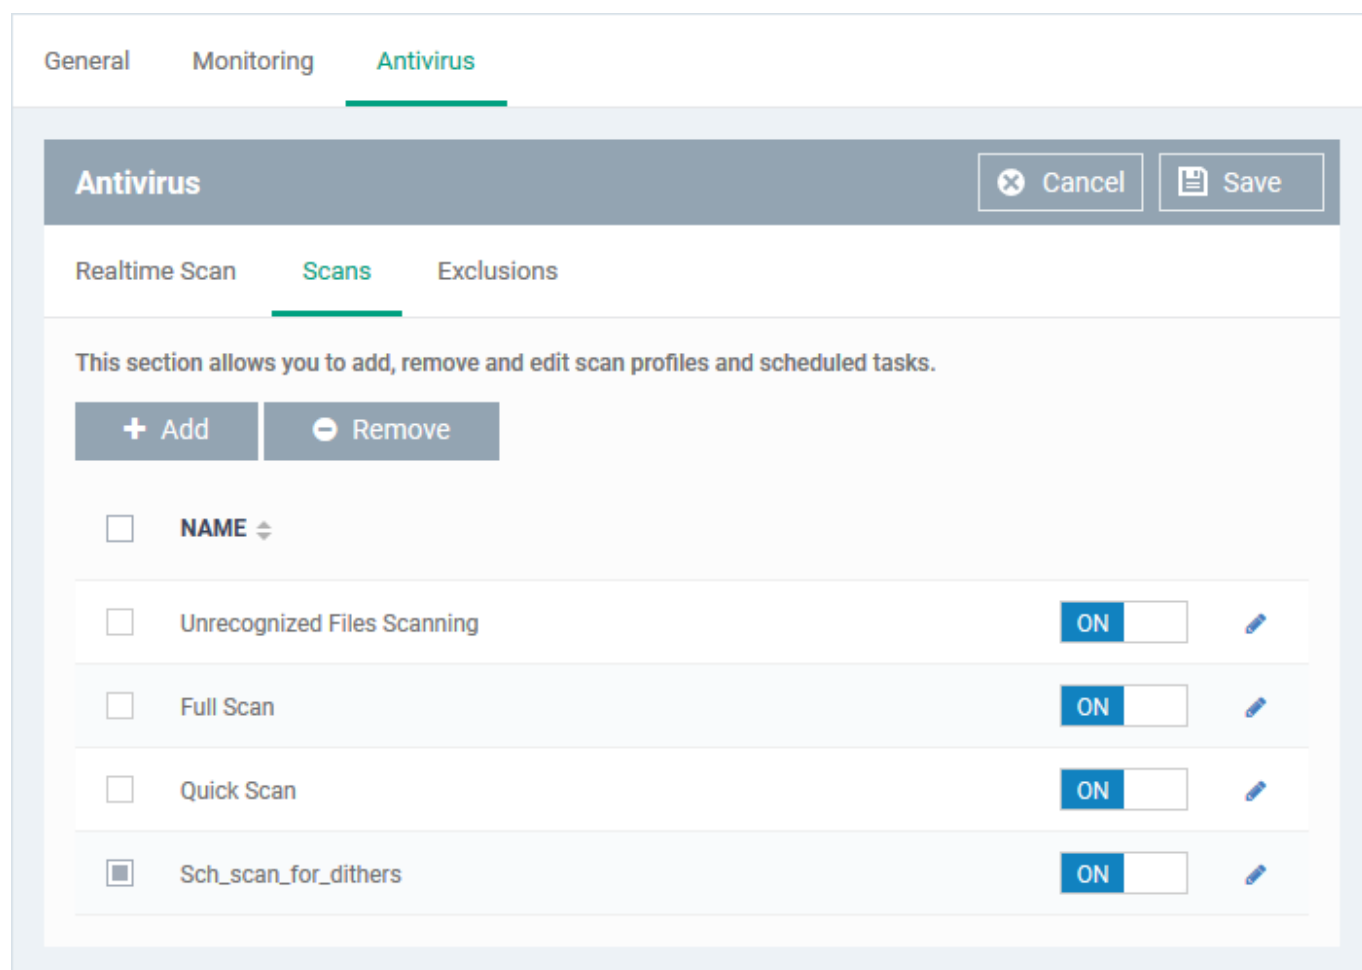 General Monitoring Antivirus
Antivirus Cancel Save
Realtime Scan Scans Exclusions
This section allows you to add, remove and edit scan profiles and scheduled tasks.
Add Remove
NAME
Unrecognized Files Scanning ON
Full Scan ON
Quick Scan ON
Sch_scan_for_dithers ON